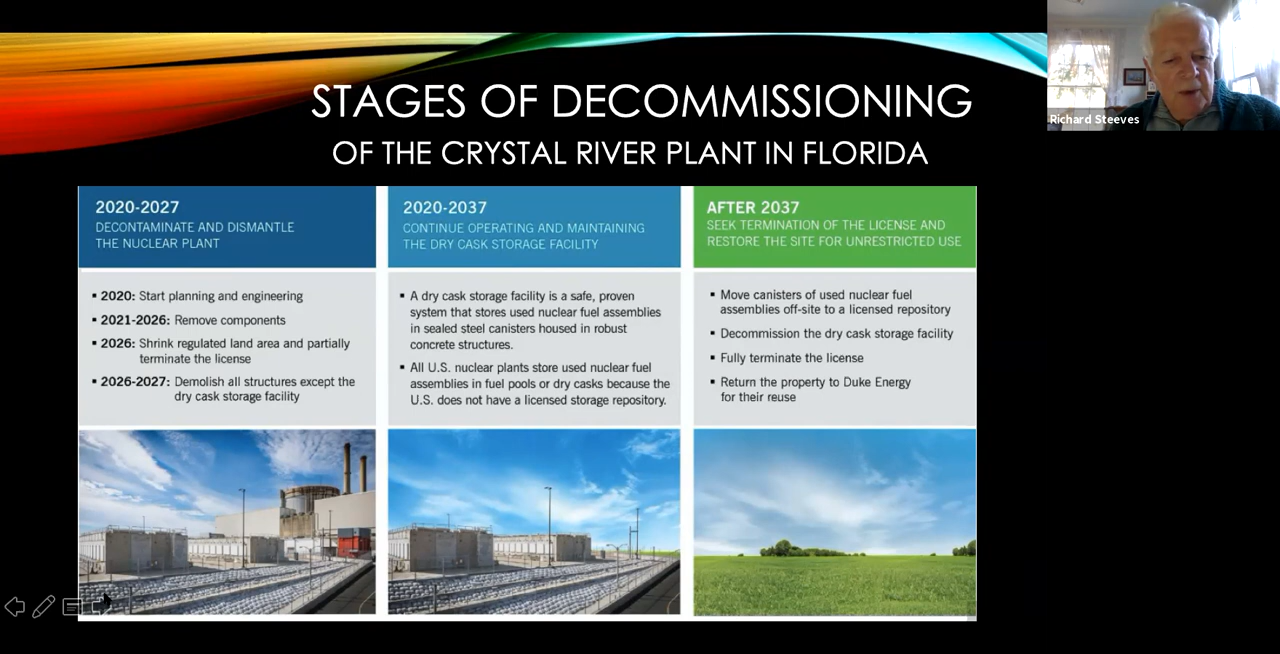 STAGES OF DECOMMISSIONING
OF THE CRYSTAL RIVER PLANT IN FLORIDA
Richard Steeves
2020-2027
DECONTAMINATE AND DISMANTLE
THE NUCLEAR PLANT
▪ 2020: Start planning and engineering
▪ 2021-2026: Remove components
▪ 2026: Shrink regulated land area and partially
terminate the license
▪ 2026-2027: Demolish all structures except the
dry cask storage facility
2020-2037
CONTINUE OPERATING AND MAINTAINING
THE DRY CASK STORAGE FACILITY
▪ A dry cask storage facility is a safe, proven
system that stores used nuclear fuel assemblies
in sealed steel canisters housed in robust
concrete structures.
▪ All U.S. nuclear plants store used nuclear fuel
assemblies in fuel pools or dry casks because the
U.S. does not have a licensed storage repository.
AFTER 2037
SEEK TERMINATION OF THE LICENSE AND
RESTORE THE SITE FOR UNRESTRICTED USE
▪ Move canisters of used nuclear fuel
assemblies off-site to a licensed repository
▪ Decommission the dry cask storage facility
▪ Fully terminate the license
▪ Return the property to Duke Energy
for their reuse